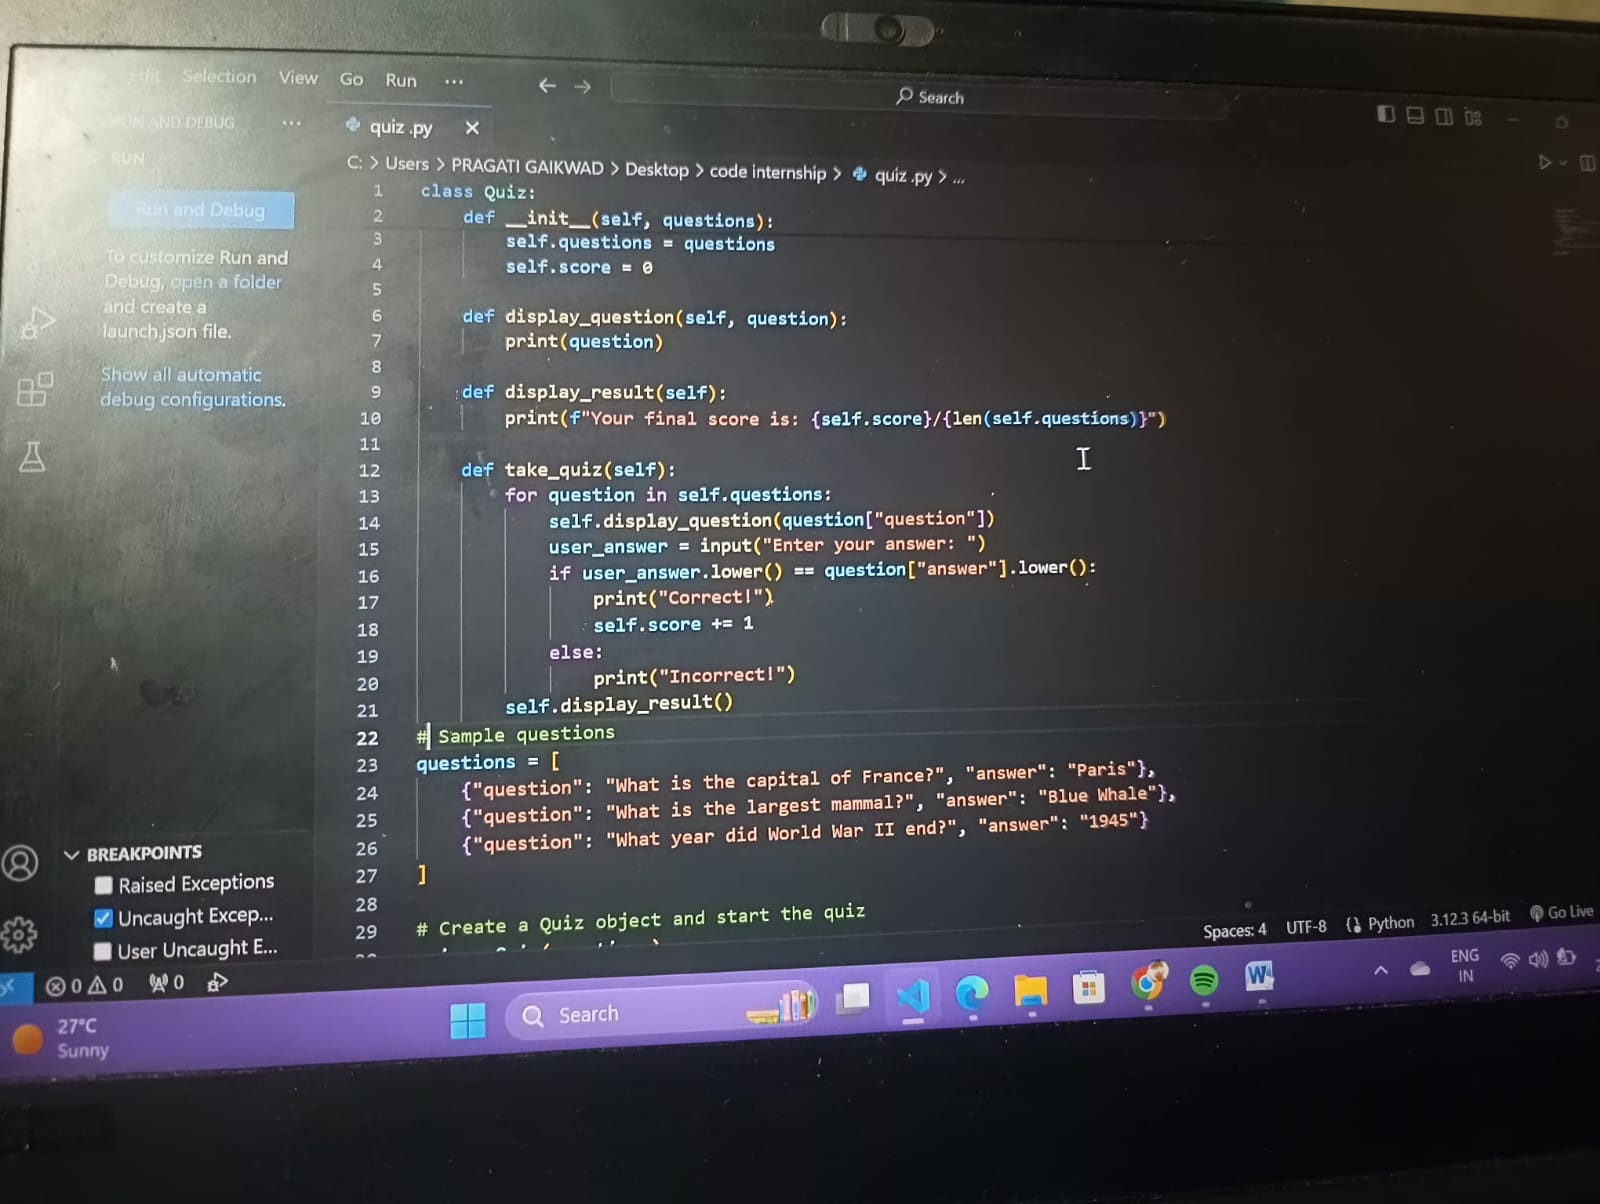 Edit Selection View Go Run ...
Search
RUN AND DEBUG ...
quiz .py
C: > Users > PRAGATI GAIKWAD > Desktop > code internship > quiz .py > ...
RUN
Run and Debug
To customize Run and
Debug, open a folder
and create a
launch.json file.
Show all automatic
debug configurations.
1 class Quiz:
2     def __init__(self, questions):
3         self.questions = questions
4         self.score = 0
5
6     def display_question(self, question):
7         print(question)
8
9     def display_result(self):
10         print(f"Your final score is: {self.score}/{len(self.questions)}")
11
12     def take_quiz(self):
13         for question in self.questions:
14             self.display_question(question["question"])
15             user_answer = input("Enter your answer: ")
16             if user_answer.lower() == question["answer"].lower():
17                 print("Correct!")
18                 self.score += 1
19             else:
20                 print("Incorrect!")
21         self.display_result()
22 # Sample questions
23 questions = [
24     {"question": "What is the capital of France?", "answer": "Paris"},
25     {"question": "What is the largest mammal?", "answer": "Blue Whale"},
26     {"question": "What year did World War II end?", "answer": "1945"}
27 ]
28
29 # Create a Quiz object and start the quiz
BREAKPOINTS
Raised Exceptions
Uncaught Excep...
User Uncaught E...
0 0 0
Spaces: 4 UTF-8 Python 3.12.3 64-bit Go Live
27°C
Sunny
Search
ENG
IN